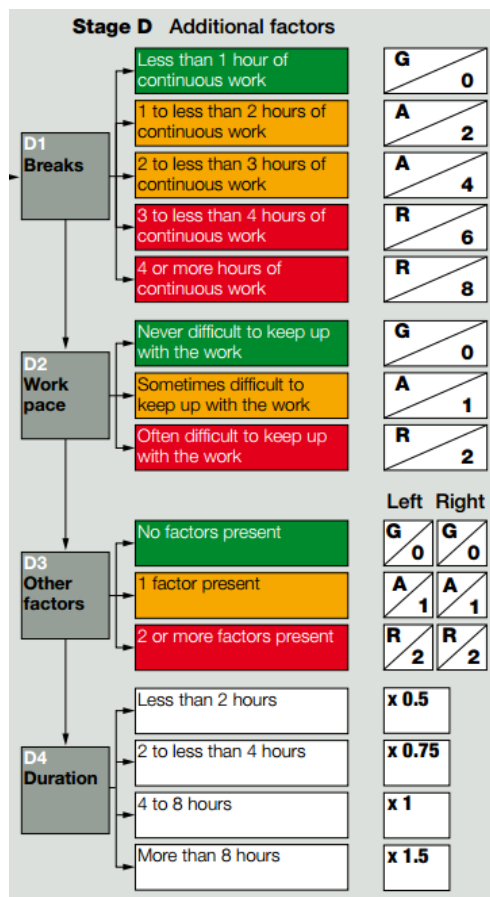 Stage D Additional factors
D1
Breaks
Less than 1 hour of
continuous work
G
0
1 to less than 2 hours of
continuous work
A
2
2 to less than 3 hours of
continuous work
A
4
3 to less than 4 hours of
continuous work
R
6
4 or more hours of
continuous work
R
8
D2
Work
pace
Never difficult to keep up
with the work
G
0
Sometimes difficult to
keep up with the work
A
1
Often difficult to keep up
with the work
R
2
Left Right
D3
Other
factors
No factors present
G G
0 0
1 factor present
A A
1 1
2 or more factors present
R R
2 2
D4
Duration
Less than 2 hours
x 0.5
2 to less than 4 hours
x 0.75
4 to 8 hours
x 1
More than 8 hours
x 1.5